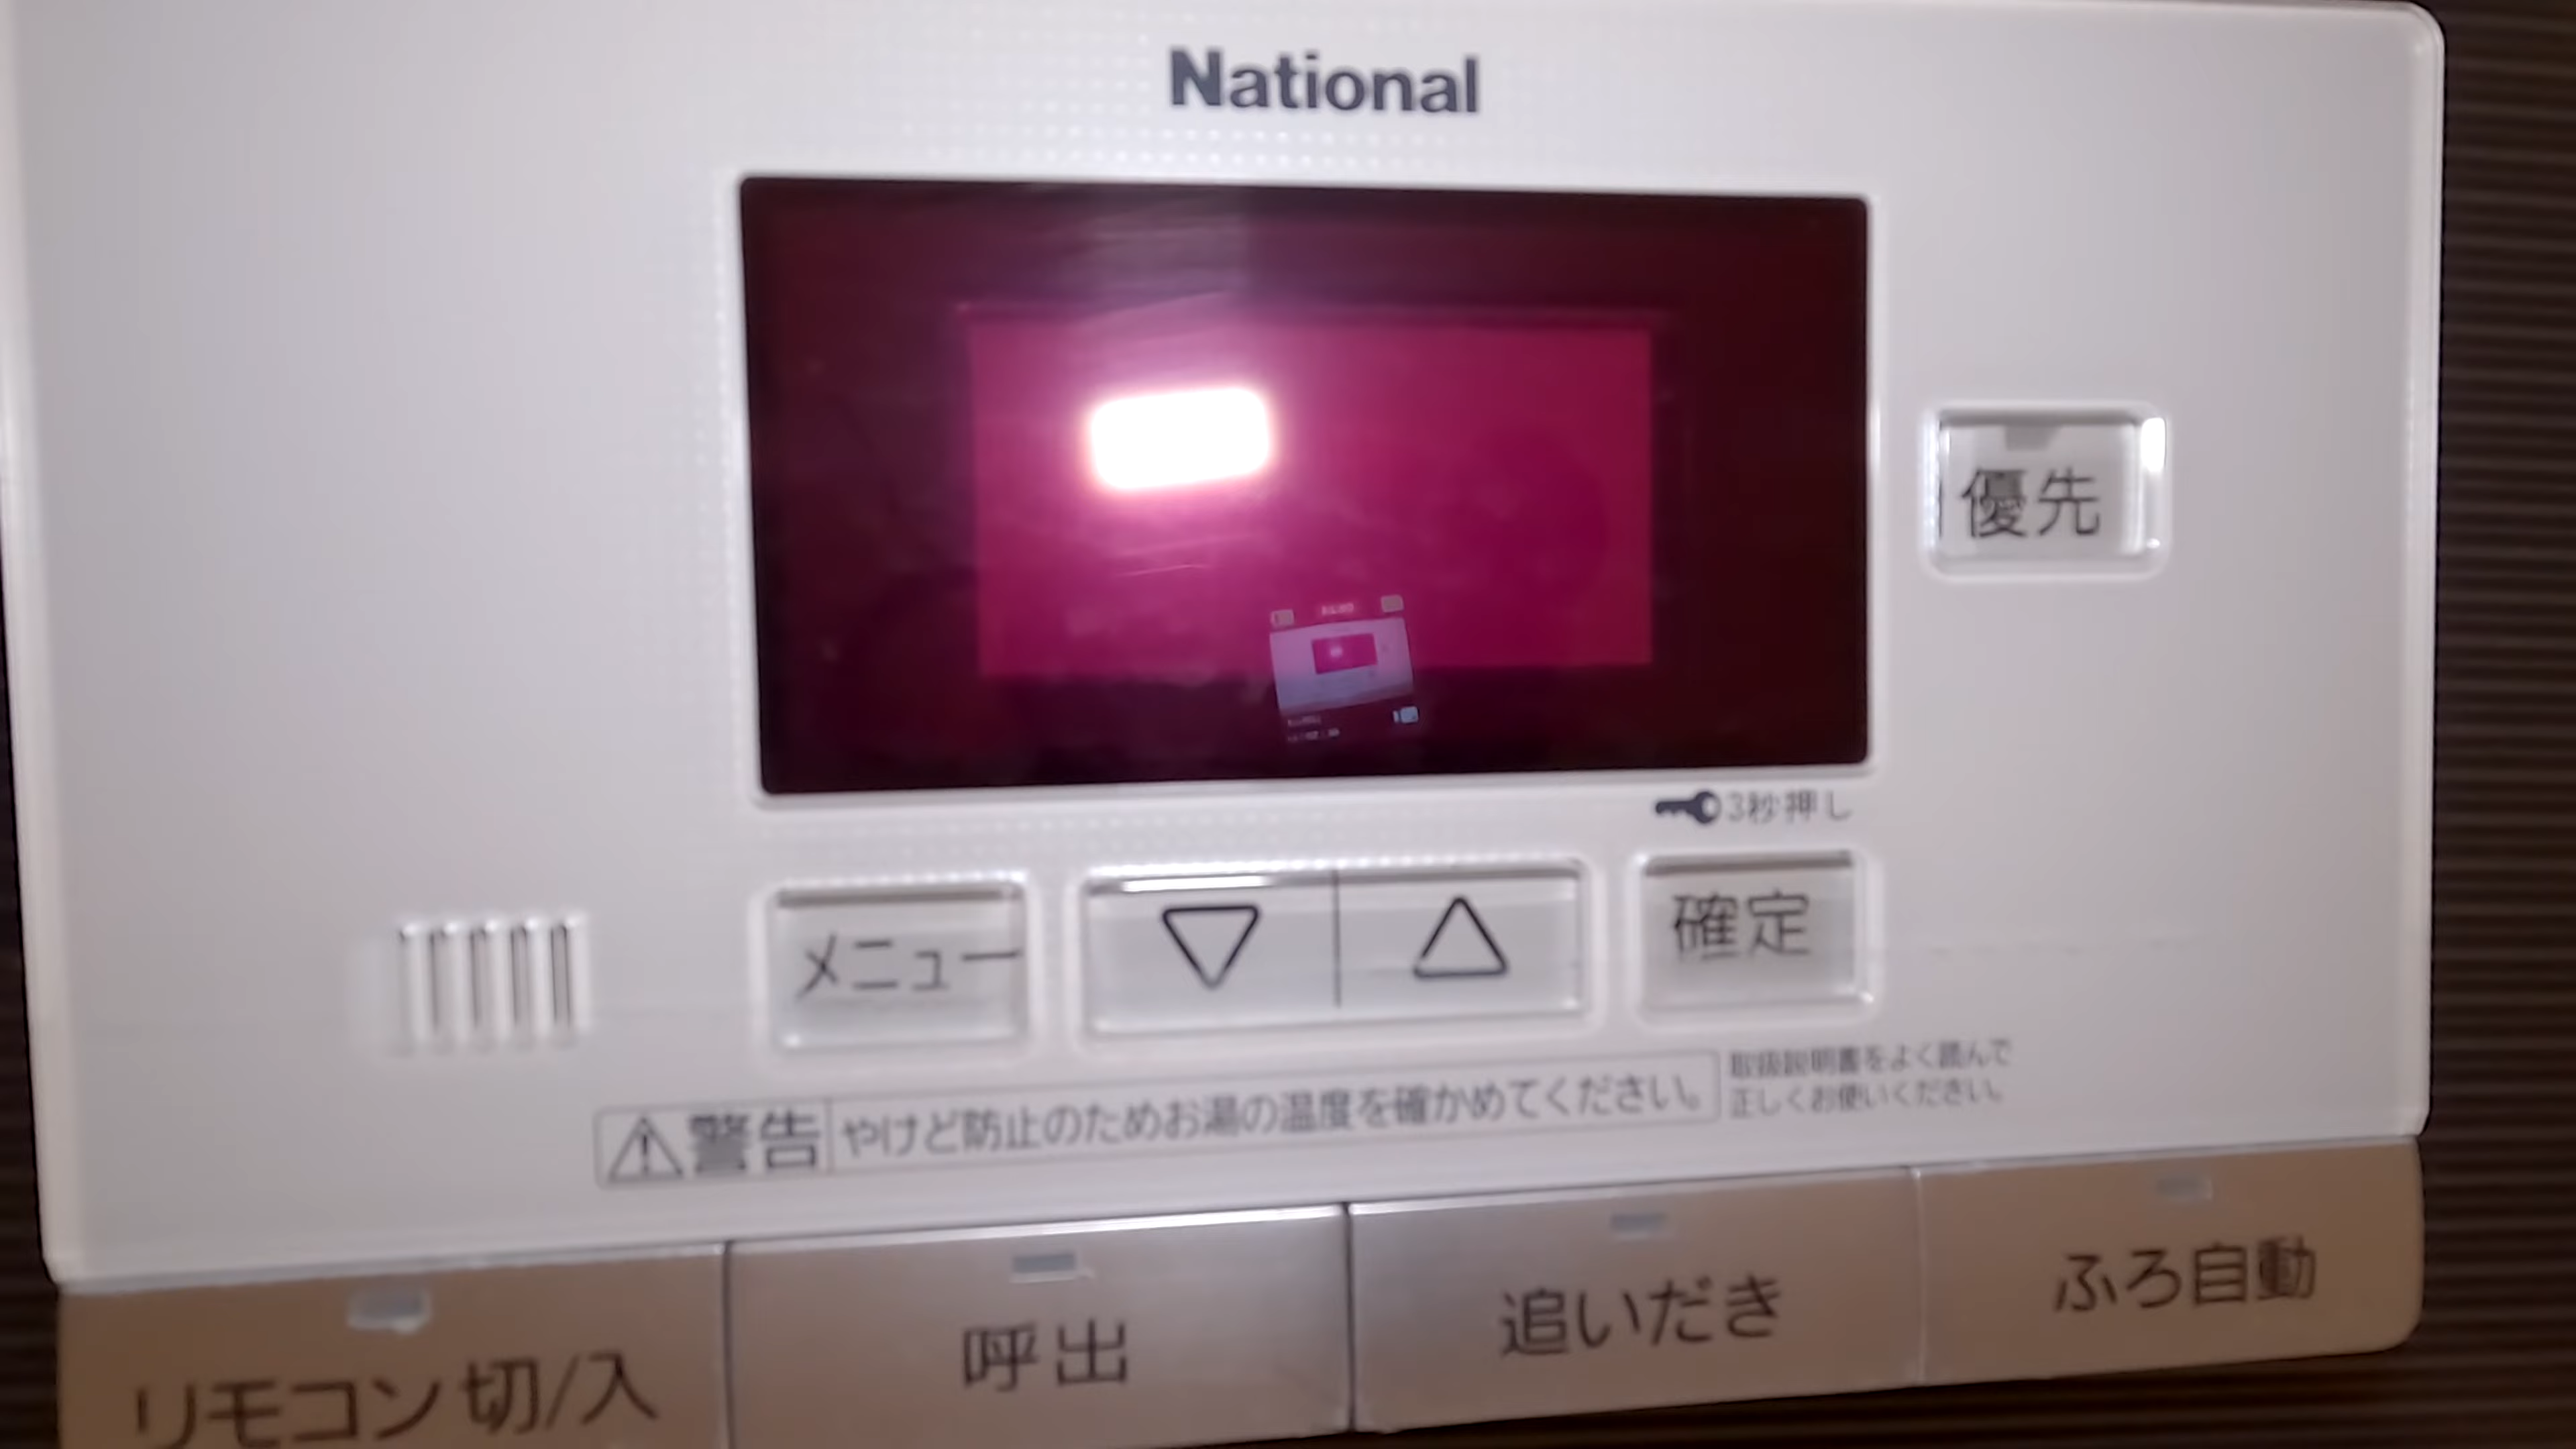 National
優先
3秒押し
メニュー
確定
警告 やけど防止のためお湯の温度を確かめてください。
取扱説明書をよく読んで
正しくお使いください。
リモコン 切/入
呼出
追いだき
ふろ自動